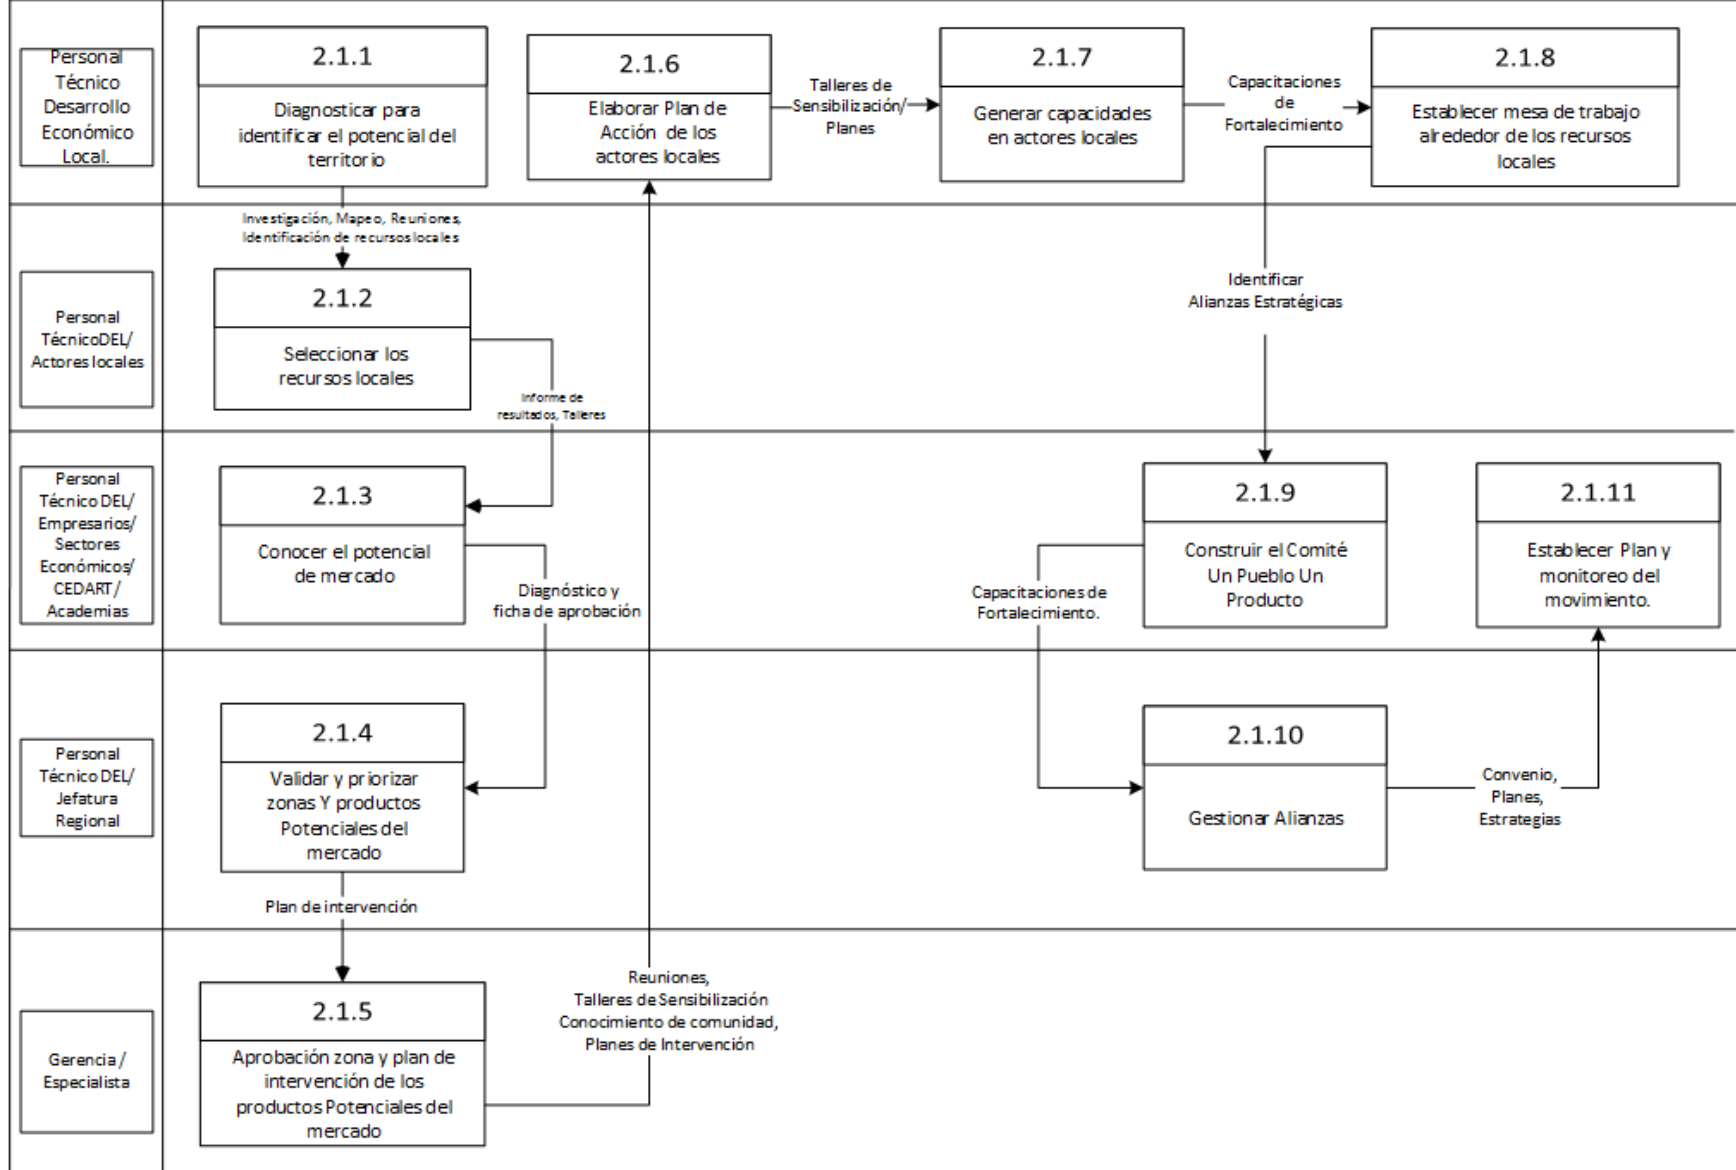 Personal
Técnico
Desarrollo
Económico
Local.
2.1.1
Diagnosticar para
identificar el potencial del
territorio
2.1.6
Elaborar Plan de
Acción de los
actores locales
Talleres de
Sensibilización/
Planes
2.1.7
Generar capacidades
en actores locales
Capacitaciones
de
Fortalecimiento
2.1.8
Establecer mesa de trabajo
alrededor de los recursos
locales
Investigación, Mapeo, Reuniones,
Identificación de recursos locales
Personal
TécnicoDEL/
Actores locales
2.1.2
Seleccionar los
recursos locales
Informe de
resultados, Talleres
Identificar
Alianzas Estratégicas
Personal
Técnico DEL/
Empresarios/
Sectores
Económicos/
CEDART/
Academias
2.1.3
Conocer el potencial
de mercado
Diagnóstico y
ficha de aprobación
Capacitaciones de
Fortalecimiento.
2.1.9
Construir el Comité
Un Pueblo Un
Producto
2.1.11
Establecer Plan y
monitoreo del
movimiento.
Personal
Técnico DEL/
Jefatura
Regional
2.1.4
Validar y priorizar
zonas Y productos
Potenciales del
mercado
Plan de intervención
2.1.10
Gestionar Alianzas
Convenio,
Planes,
Estrategias
Gerencia /
Especialista
2.1.5
Aprobación zona y plan de
intervención de los
productos Potenciales del
mercado
Reuniones,
Talleres de Sensibilización
Conocimiento de comunidad,
Planes de Intervención